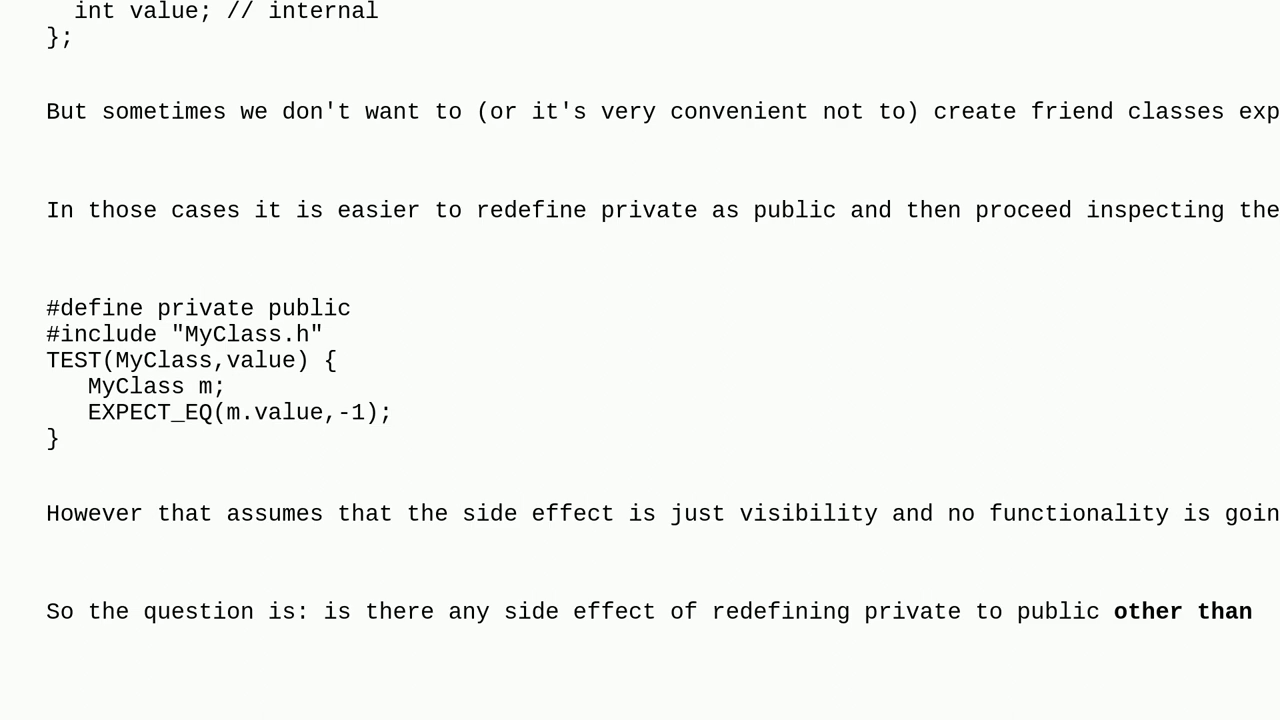 int value; // internal
};
But sometimes we don't want to (or it's very convenient not to) create friend classes exp
In those cases it is easier to redefine private as public and then proceed inspecting the
#define private public
#include "MyClass.h"
TEST(MyClass,value) {
MyClass m;
EXPECT_EQ(m.value,-1);
}
However that assumes that the side effect is just visibility and no functionality is goin
So the question is: is there any side effect of redefining private to public other than